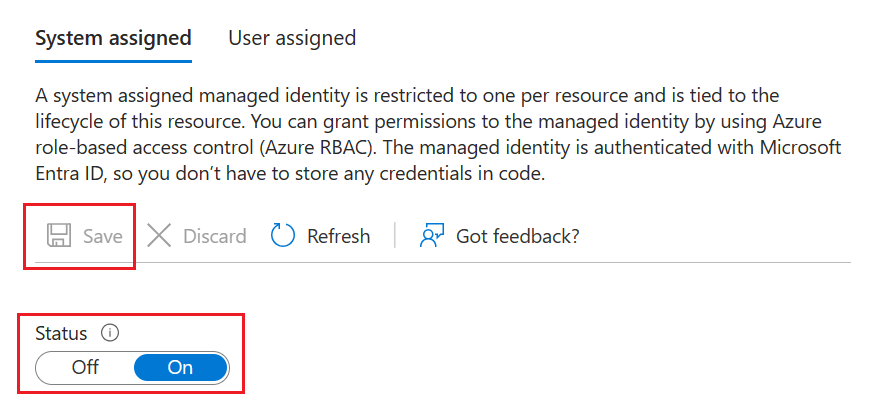 System assigned User assigned
A system assigned managed identity is restricted to one per resource and is tied to the
lifecycle of this resource. You can grant permissions to the managed identity by using Azure
role-based access control (Azure RBAC). The managed identity is authenticated with Microsoft
Entra ID, so you don’t have to store any credentials in code.
Save Discard Refresh Got feedback?
Status
Off On